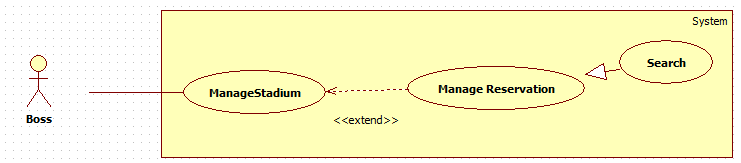 System
Search
ManageStadium
Manage Reservation
<<extend>>
Boss